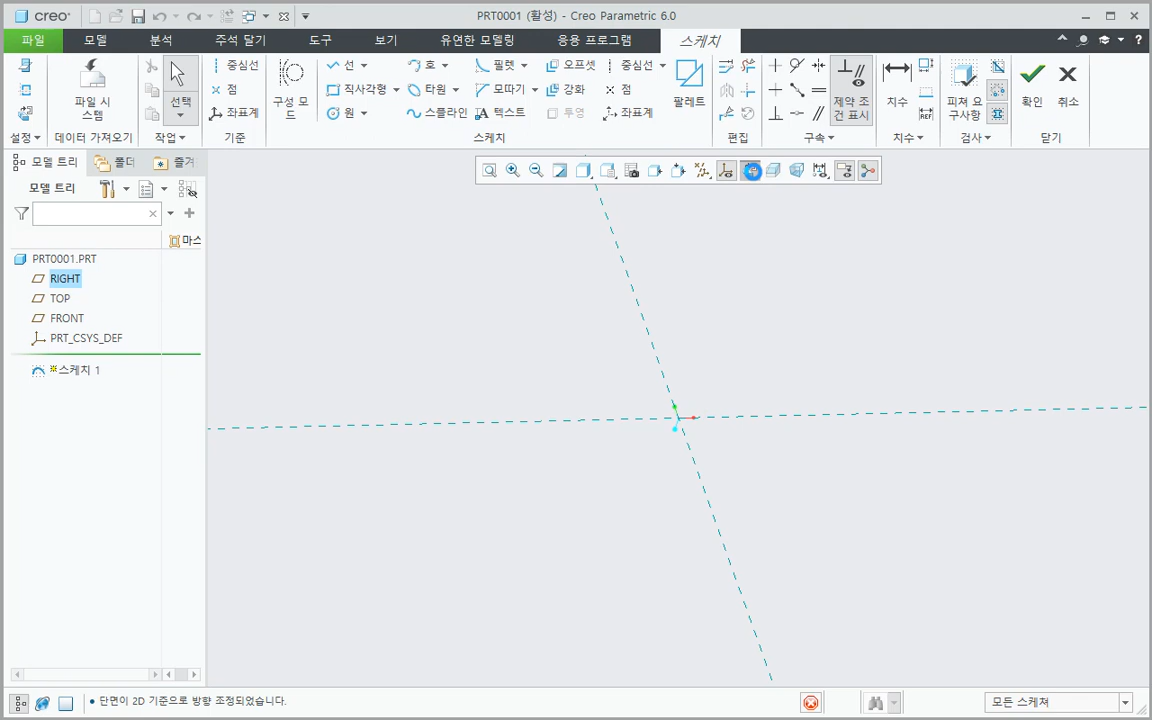 creo°
PRT0001 (활성) - Creo Parametric 6.0
파일
모델
분석
주석 달기
도구
보기
유연한 모델링
응용 프로그램
스케치
설정
파일 시스템
데이터 가져오기
선택
작업
중심선
점
좌표계
기준
구성 모드
선
직사각형
원
호
타원
스플라인
필렛
모따기
텍스트
오프셋
강화
투영
중심선
점
좌표계
팔레트
스케치
편집
제약 조건 표시
구속
치수
REF
치수
피쳐 요구사항
검사
확인
취소
닫기
모델 트리
폴더
즐겨
모델 트리
마스
PRT0001.PRT
RIGHT
TOP
FRONT
PRT_CSYS_DEF
스케치 1
• 단면이 2D 기준으로 방향 조정되었습니다.
모든 스케쳐